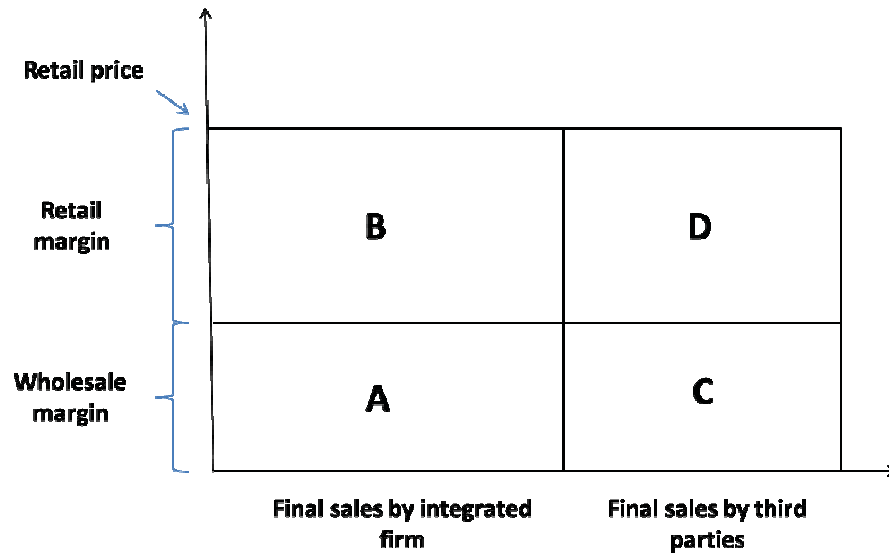 Retail price
Retail
margin
B
D
Wholesale
margin
A
C
Final sales by integrated
firm
Final sales by third
parties